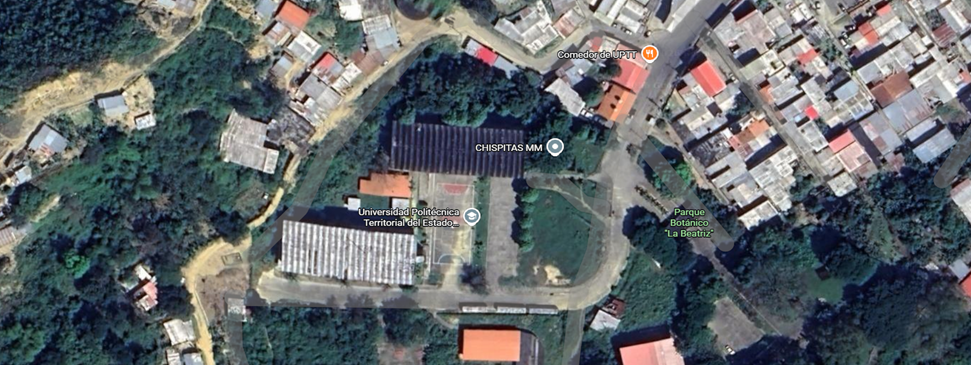 Comedor de UPTT
CHISPITAS MM
Universidad Politécnica
Territorial del Estado...
Parque
Botánico
"La Beatriz"